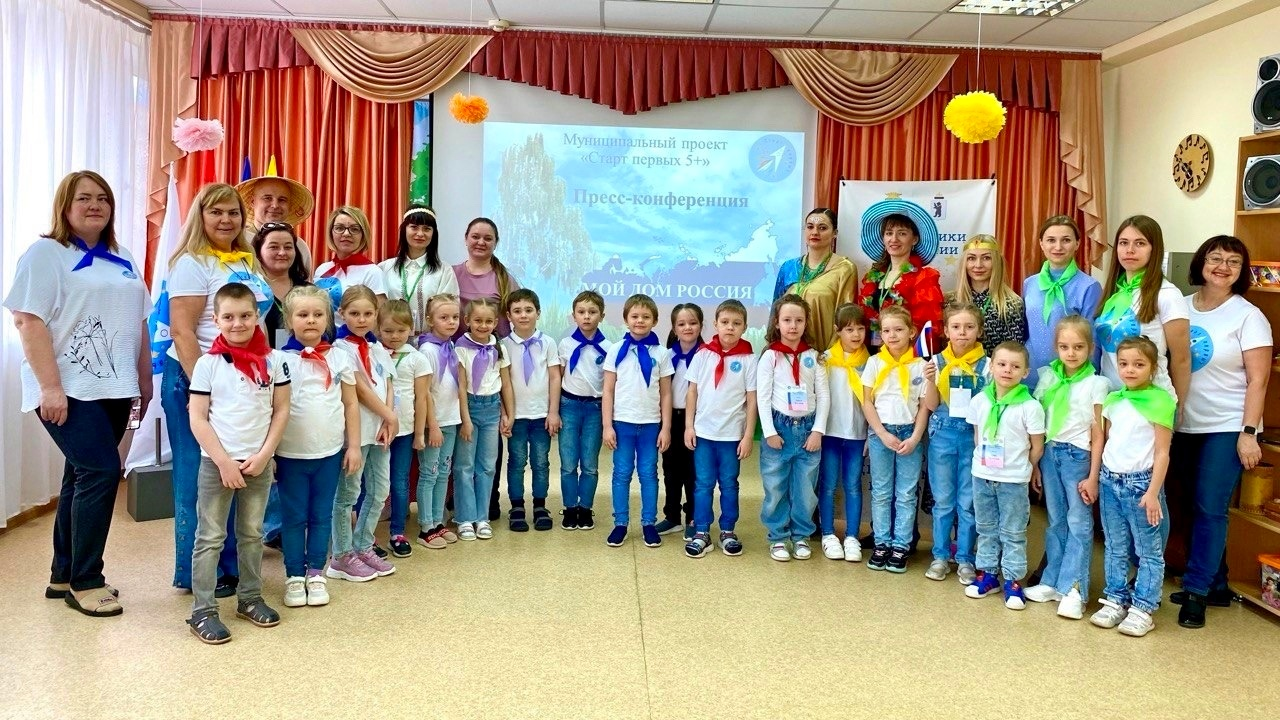 Муниципальный проект
«Старт первых 5+»
Пресс-конференция
МОЙ ДОМ РОССИЯ